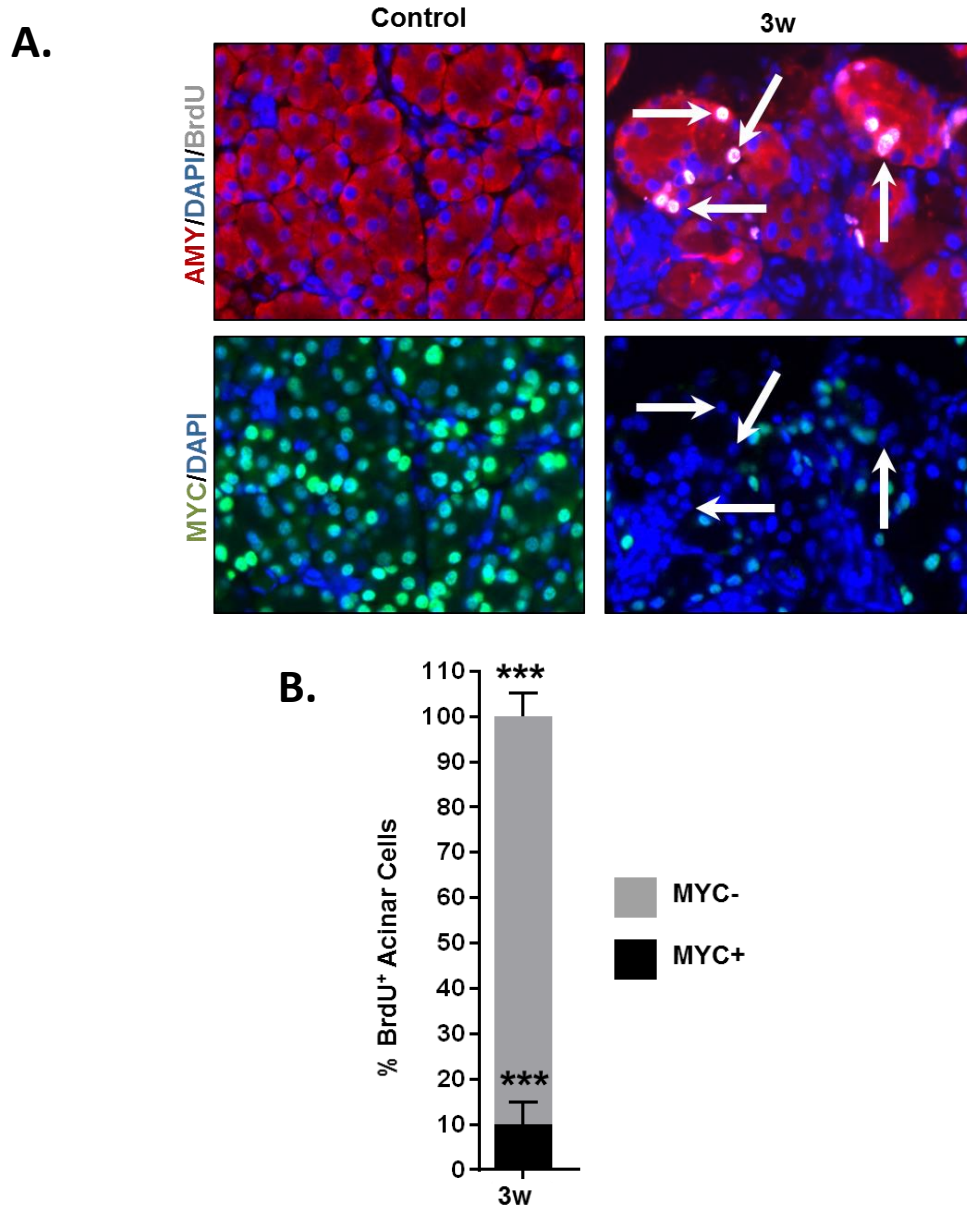 A.
Control
3w
AMY/DAPI/BrdU
MYC/DAPI
B.
% BrdU+ Acinar Cells
110
100
90
80
70
60
50
40
30
20
10
0
***
***
3w
MYC-
MYC+